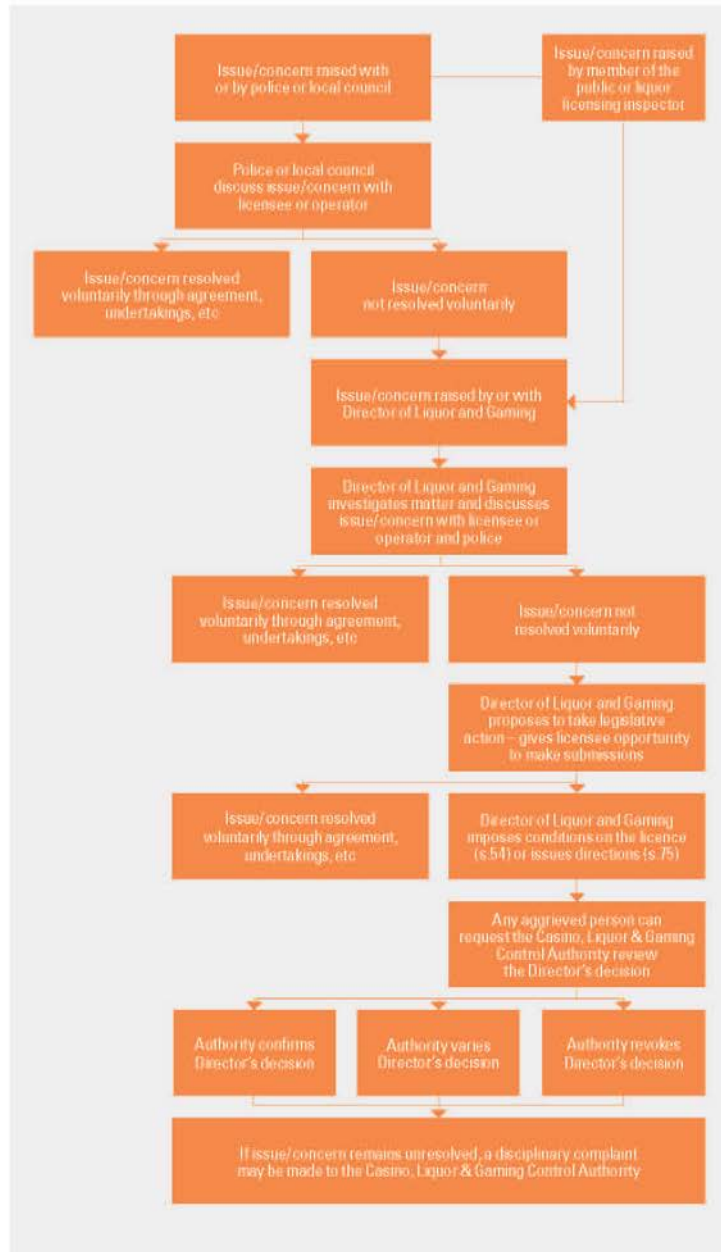 Issue/concern raised with
or by police or local council
Issue/concern raised
by member of the
public or liquor
licensing inspector
Police or local council
discuss issue/concern with
licensee or operator
Issue/concern resolved
voluntarily through agreement,
undertakings, etc
Issue/concern
not resolved voluntarily
Issue/concern raised by or with
Director of Liquor and Gaming
Director of Liquor and Gaming
investigates matter and discusses
issue/concern with licensee or
operator and police
Issue/concern resolved
voluntarily through agreement,
undertakings, etc
Issue/concern not
resolved voluntarily
Director of Liquor and Gaming
proposes to take legislative
action – gives licensee opportunity
to make submissions
Issue/concern resolved
voluntarily through agreement,
undertakings, etc
Director of Liquor and Gaming
imposes conditions on the licence
(s.54) or issues directions (s.75)
Any aggrieved person can
request the Casino, Liquor & Gaming
Control Authority review
the Director's decision
Authority confirms
Director's decision
Authority varies
Director's decision
Authority revokes
Director's decision
If issue/concern remains unresolved, a disciplinary complaint
may be made to the Casino, Liquor & Gaming Control Authority